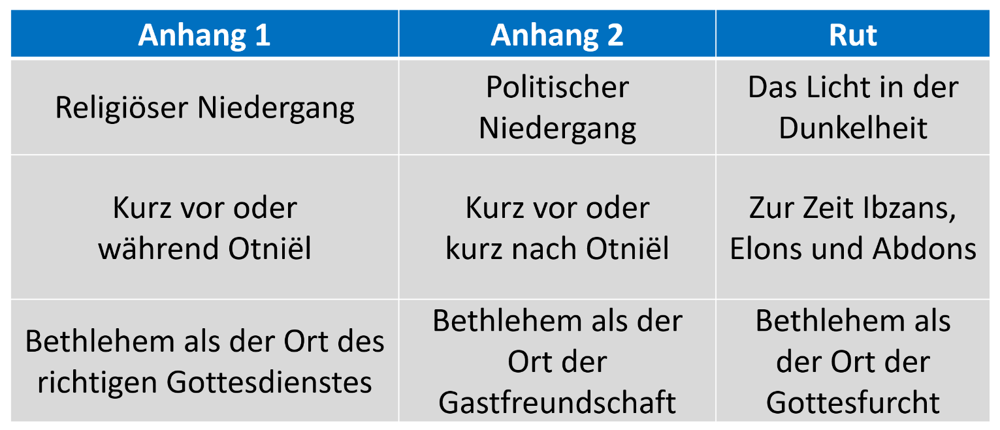 Anhang 1
Anhang 2
Rut
Religiöser Niedergang
Politischer
Niedergang
Das Licht in der
Dunkelheit
Kurz vor oder
während Otniël
Kurz vor oder
kurz nach Otniël
Zur Zeit Ibzans,
Elons und Abdons
Bethlehem als der Ort des
richtigen Gottesdienstes
Bethlehem als der
Ort der
Gastfreundschaft
Bethlehem als
der Ort der
Gottesfurcht